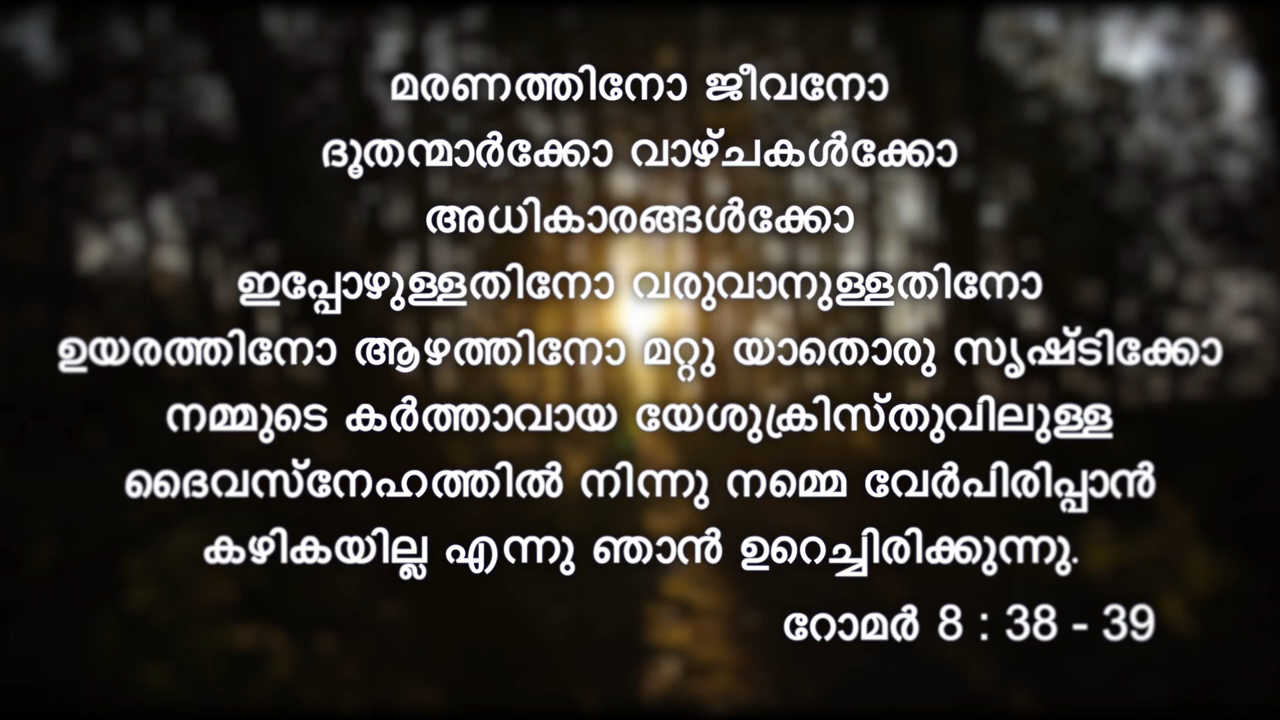 മരണത്തിനോ ജീവനോ
ദൂതന്മാർക്കോ വാഴ്ചകൾക്കോ
അധികാരങ്ങൾക്കോ
ഇപ്പോഴുള്ളതിനോ വരുവാനുള്ളതിനോ
ഉയരത്തിനോ ആഴത്തിനോ മറ്റു യാതൊരു സൃഷ്ടിക്കോ
നമ്മുടെ കർത്താവായ യേശുക്രിസ്തുവിലുള്ള
ദൈവസ്നേഹത്തിൽ നിന്നു നമ്മെ വേർപിരിപ്പാൻ
കഴികയില്ല എന്നു ഞാൻ ഉറെച്ചിരിക്കുന്നു.
റോമർ 8 : 38 - 39